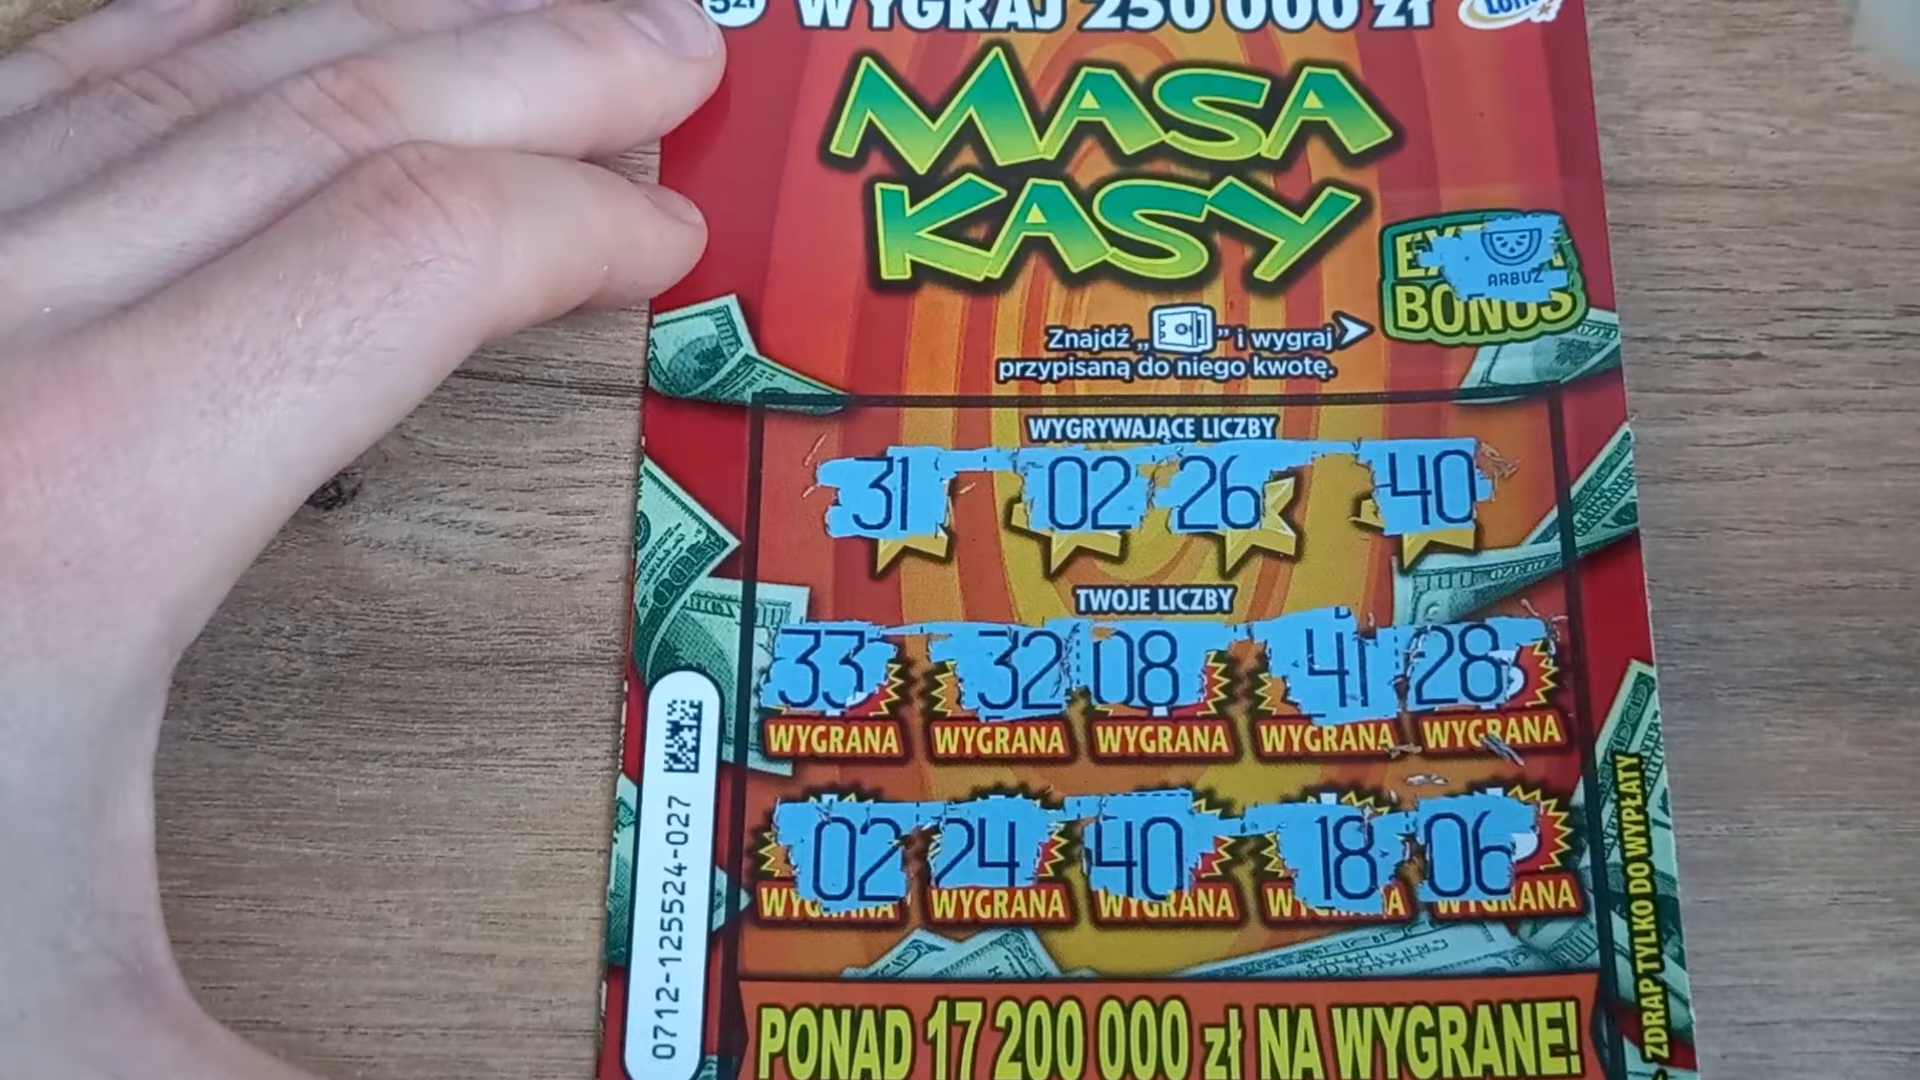 5zł WYGRAJ 250 000 zł
MASA
KASY
ARBUZ
BONUS
Znajdź „ ” i wygraj
przypisaną do niego kwotę.
WYGRYWAJĄCE LICZBY
31 02 26 40
TWOJE LICZBY
33 32 08 41 28
WYGRANA WYGRANA WYGRANA WYGRANA WYGRANA
02 24 40 18 06
WYGRANA WYGRANA WYGRANA WYGRANA WYGRANA
PONAD 17 200 000 zł NA WYGRANE!
0712-125524-027
ZDRAP TYLKO DO WYPŁATY